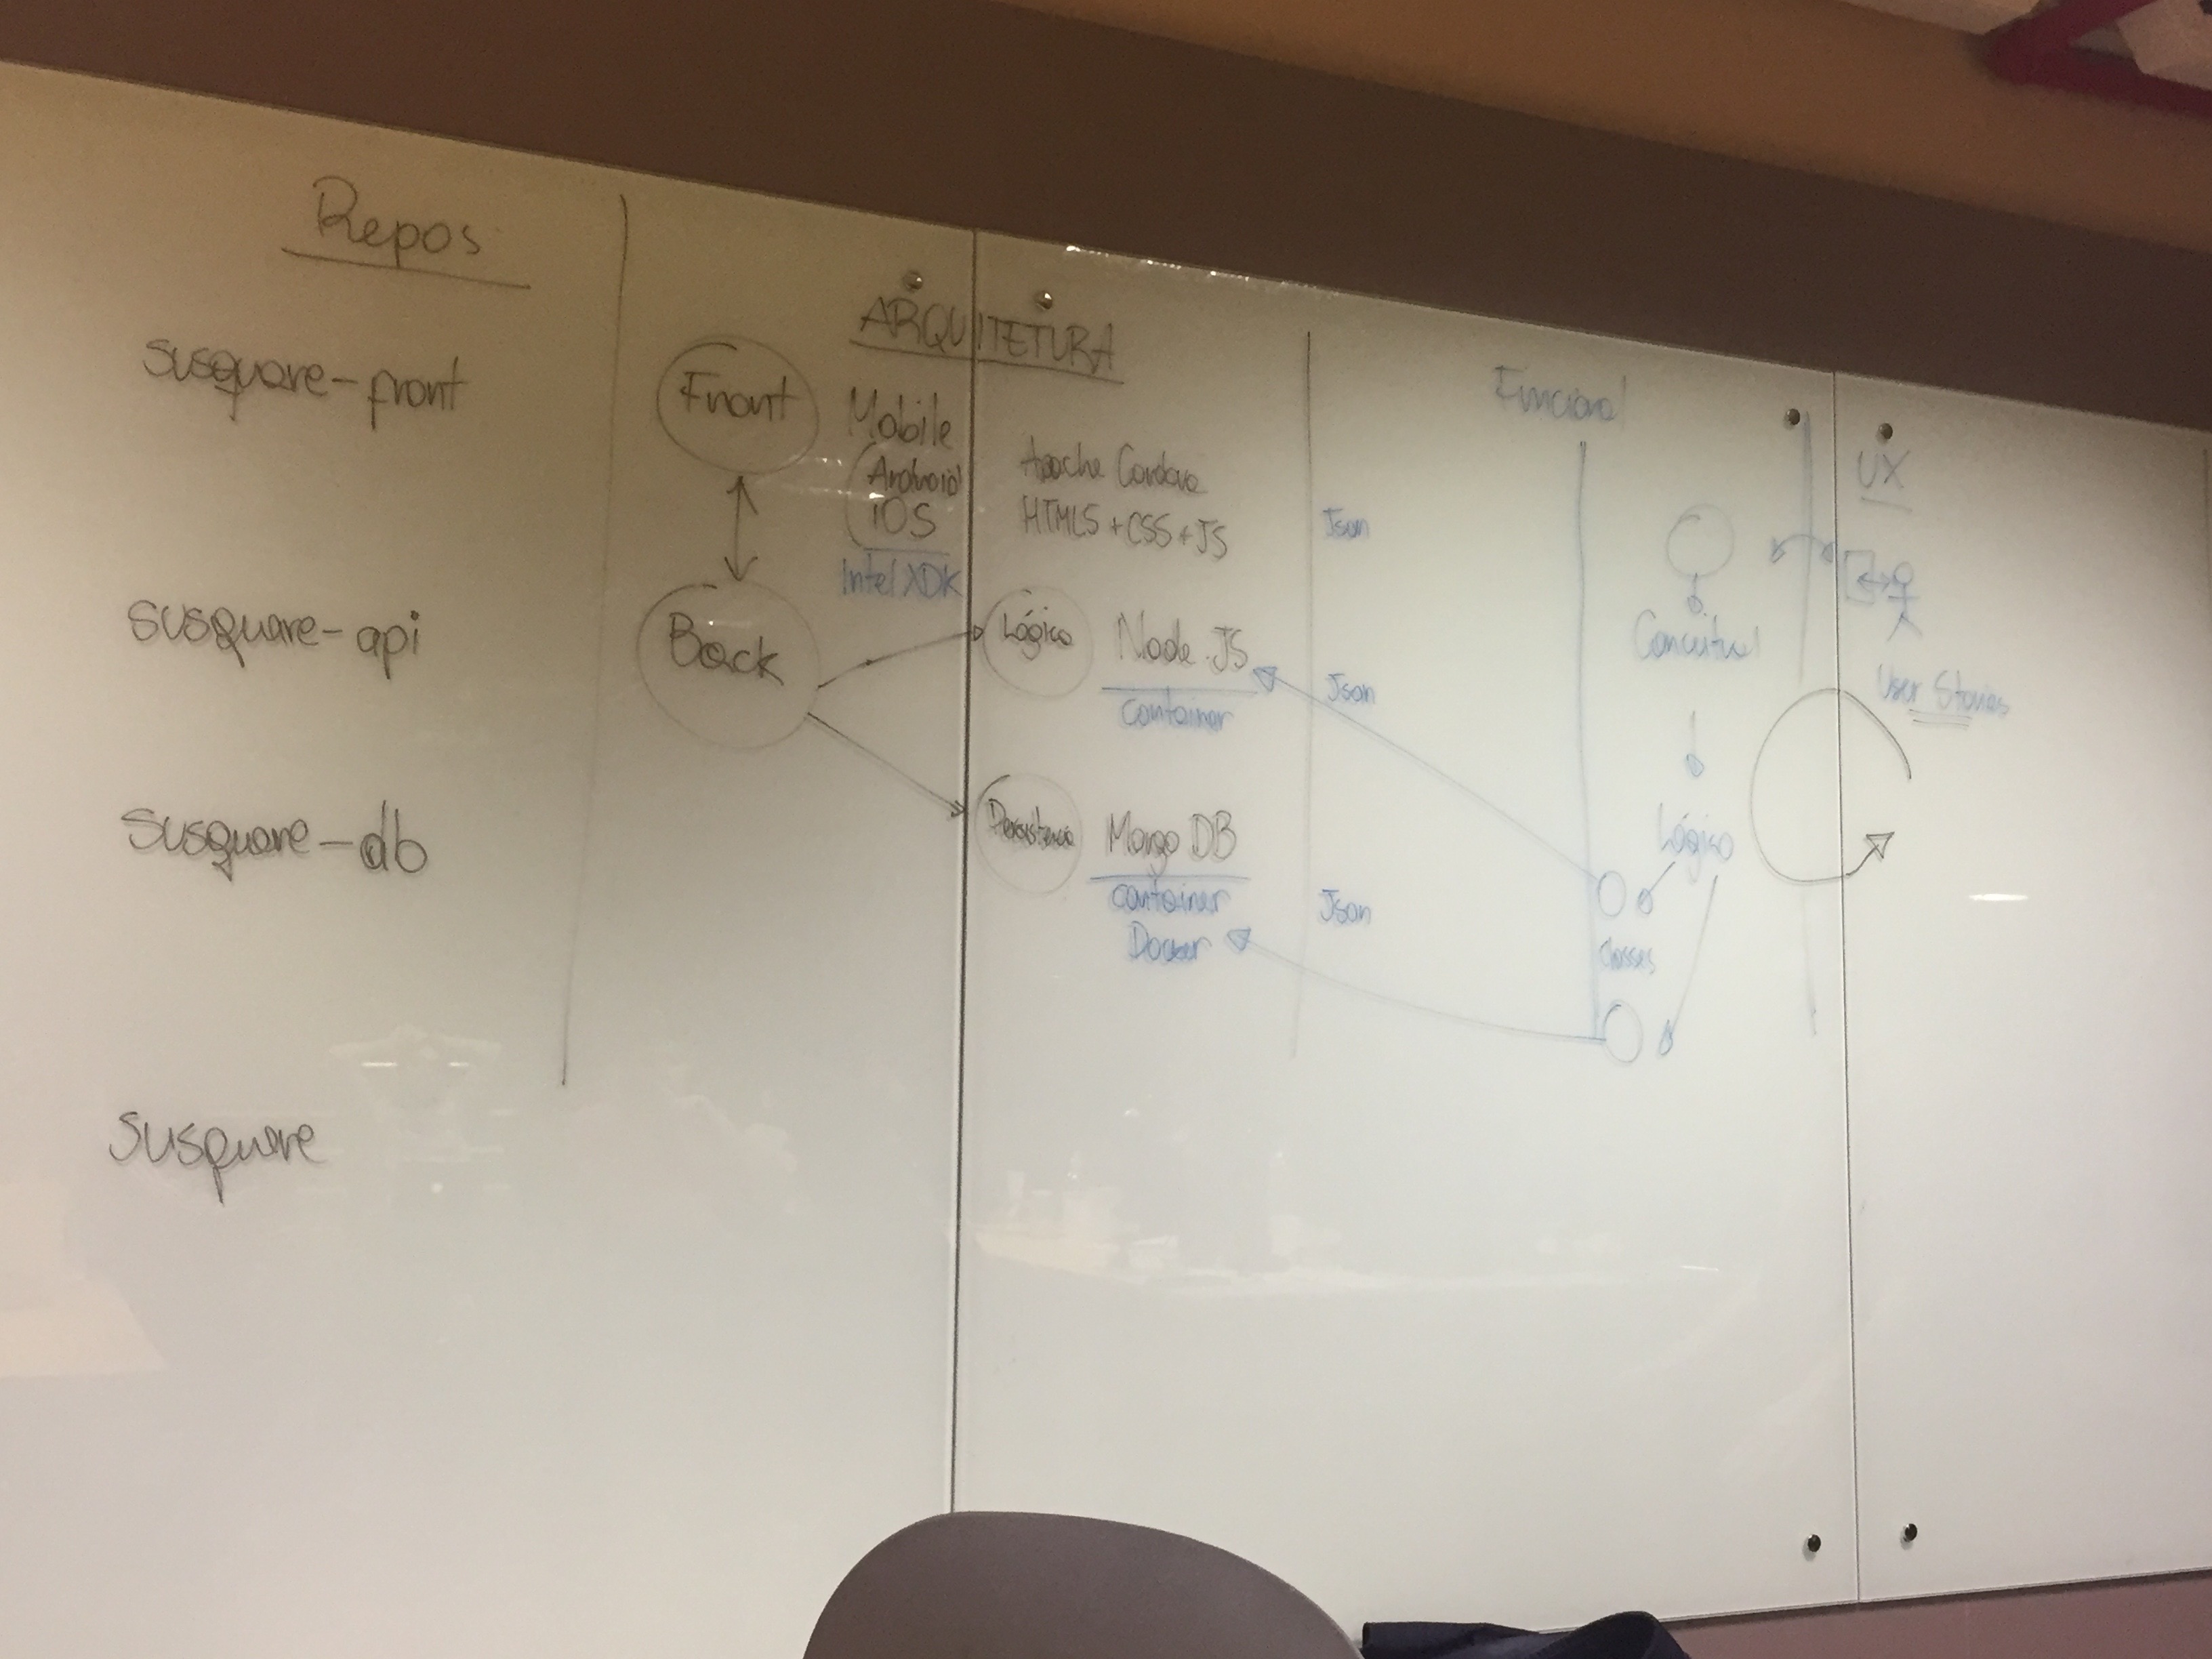 Repos
susquare-front
susquare-api
susquare-db
susquare
ARQUITETURA
Front
Mobile
Android
iOS
Intel XDK
Apache Cordova
HTML5 + CSS + JS
Back
Lógica
Node.JS
container
Persistencia
Mongo DB
container
Docker
Json
Json
Json
Funcional
Conceitual
Lógico
classes
UX
User Stories